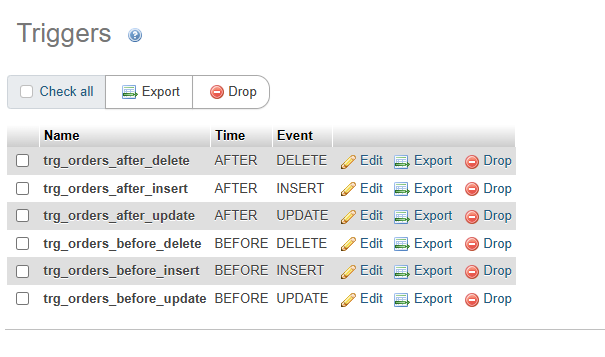 Triggers
Check all Export Drop
Name Time Event
trg_orders_after_delete AFTER DELETE Edit Export Drop
trg_orders_after_insert AFTER INSERT Edit Export Drop
trg_orders_after_update AFTER UPDATE Edit Export Drop
trg_orders_before_delete BEFORE DELETE Edit Export Drop
trg_orders_before_insert BEFORE INSERT Edit Export Drop
trg_orders_before_update BEFORE UPDATE Edit Export Drop